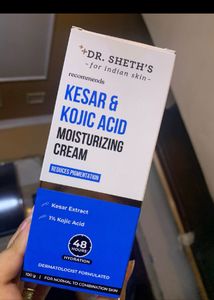 DR. SHETH'S
-for indian skin-
recommends
KESAR &
KOJIC ACID
MOISTURIZING
CREAM
REDUCES PIGMENTATION
Kesar Extract
1% Kojic Acid
48
HOURS
HYDRATION
DERMATOLOGIST FORMULATED
100 g | FOR NORMAL TO COMBINATION SKIN